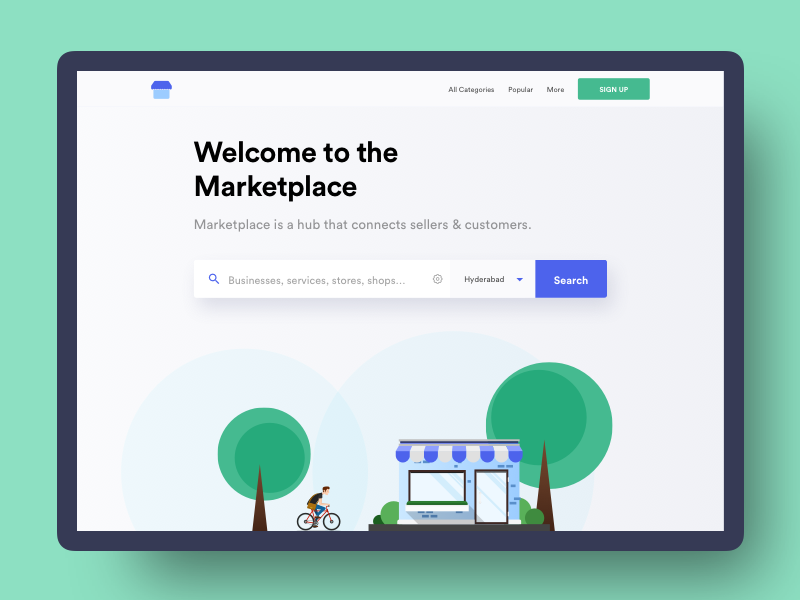 All Categories Popular More SIGN UP
Welcome to the
Marketplace
Marketplace is a hub that connects sellers & customers.
Businesses, services, stores, shops... Hyderabad Search